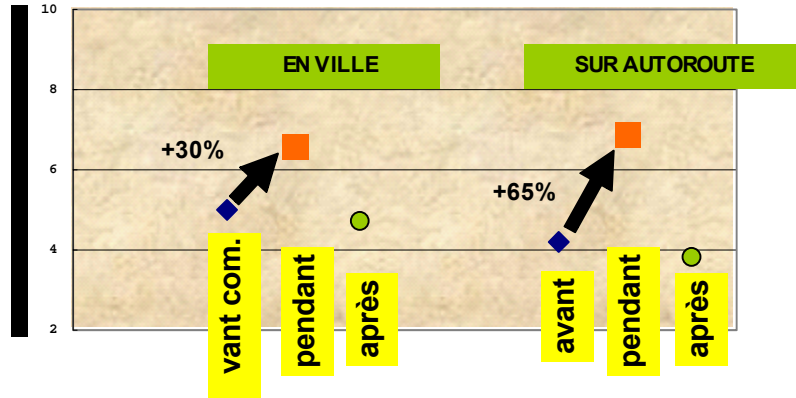 10
EN VILLE
SUR AUTOROUTE
8
+30%
6
+65%
4
2
vant com.
pendant
après
avant
pendant
après